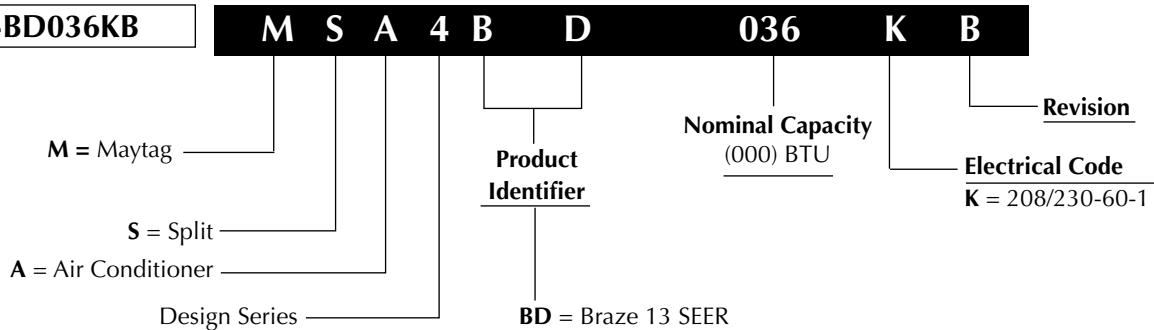 BD036KB
M S A 4 B D 036 K B
Revision
Nominal Capacity
(000) BTU
M = Maytag
Product
Identifier
Electrical Code
K = 208/230-60-1
S = Split
A = Air Conditioner
Design Series
BD = Braze 13 SEER